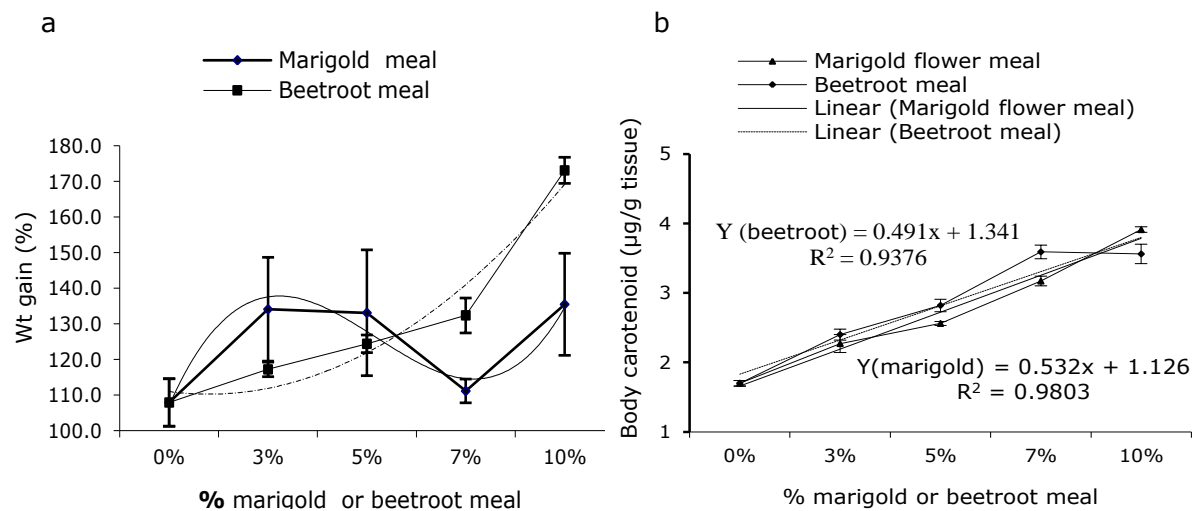 a
Marigold meal
Beetroot meal
180.0
170.0
160.0
150.0
140.0
130.0
120.0
110.0
100.0
Wt gain (%)
0% 3% 5% 7% 10%
% marigold or beetroot meal
b
Marigold flower meal
Beetroot meal
Linear (Marigold flower meal)
Linear (Beetroot meal)
5
4
3
2
1
Body carotenoid (µg/g tissue)
Y (beetroot) = 0.491x + 1.341
R² = 0.9376
Y(marigold) = 0.532x + 1.126
R² = 0.9803
0% 3% 5% 7% 10%
% marigold or beetroot meal